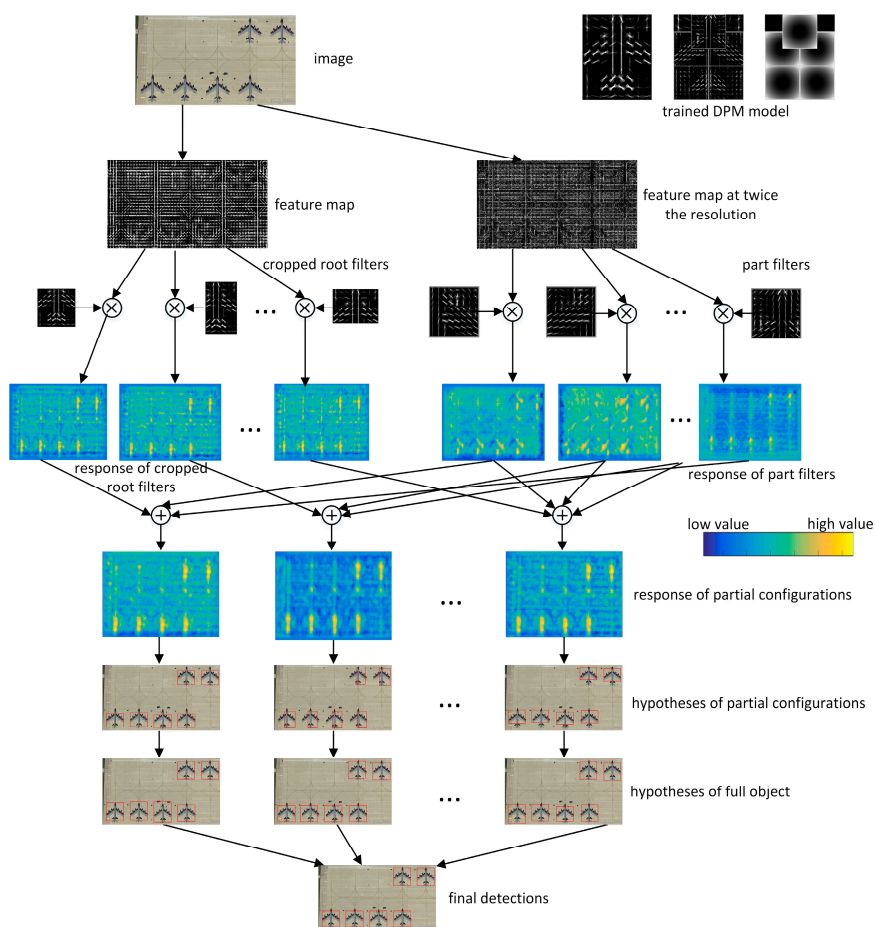 image
trained DPM model
feature map
feature map at twice
the resolution
cropped root filters
part filters
...
...
...
...
response of cropped
root filters
response of part filters
low value
high value
...
response of partial configurations
...
hypotheses of partial configurations
...
hypotheses of full object
final detections